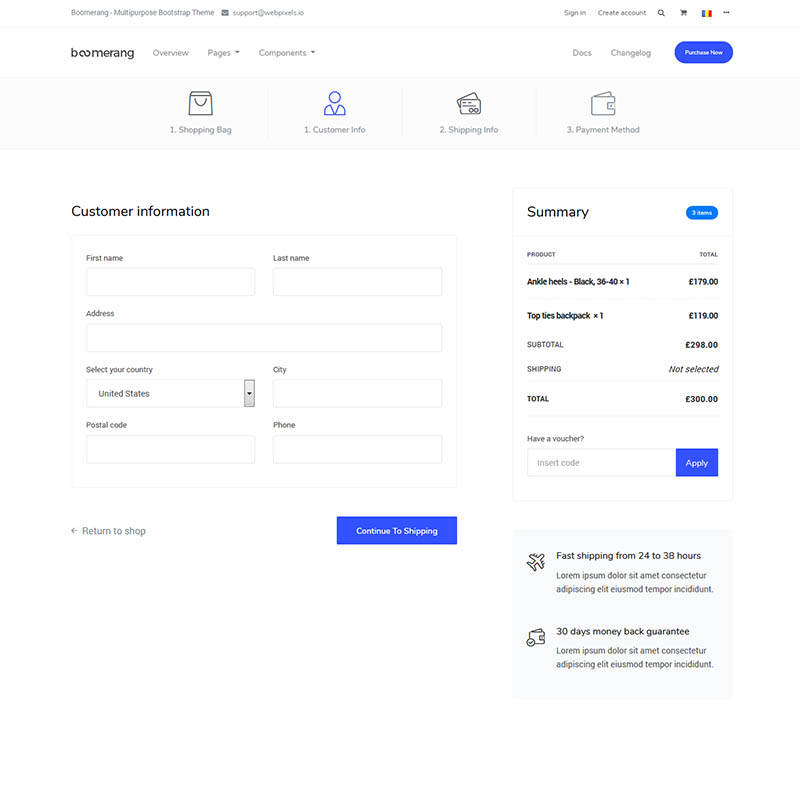 Boomerang - Multipurpose Bootstrap Theme support@webpixels.io Sign in Create account
boomerang Overview Pages Components Docs Changelog Purchase Now
1. Shopping Bag 1. Customer Info 2. Shipping Info 3. Payment Method
Customer information
First name Last name
Address
Select your country City
United States
Postal code Phone
Return to shop Continue To Shipping
Summary 3 items
PRODUCT TOTAL
Ankle heels - Black, 36-40 × 1 £179.00
Top ties backpack × 1 £119.00
SUBTOTAL £298.00
SHIPPING Not selected
TOTAL £300.00
Have a voucher?
Insert code Apply
Fast shipping from 24 to 38 hours
Lorem ipsum dolor sit amet consectetur
adipiscing elit eiusmod tempor incididunt.
30 days money back guarantee
Lorem ipsum dolor sit amet consectetur
adipiscing elit eiusmod tempor incididunt.